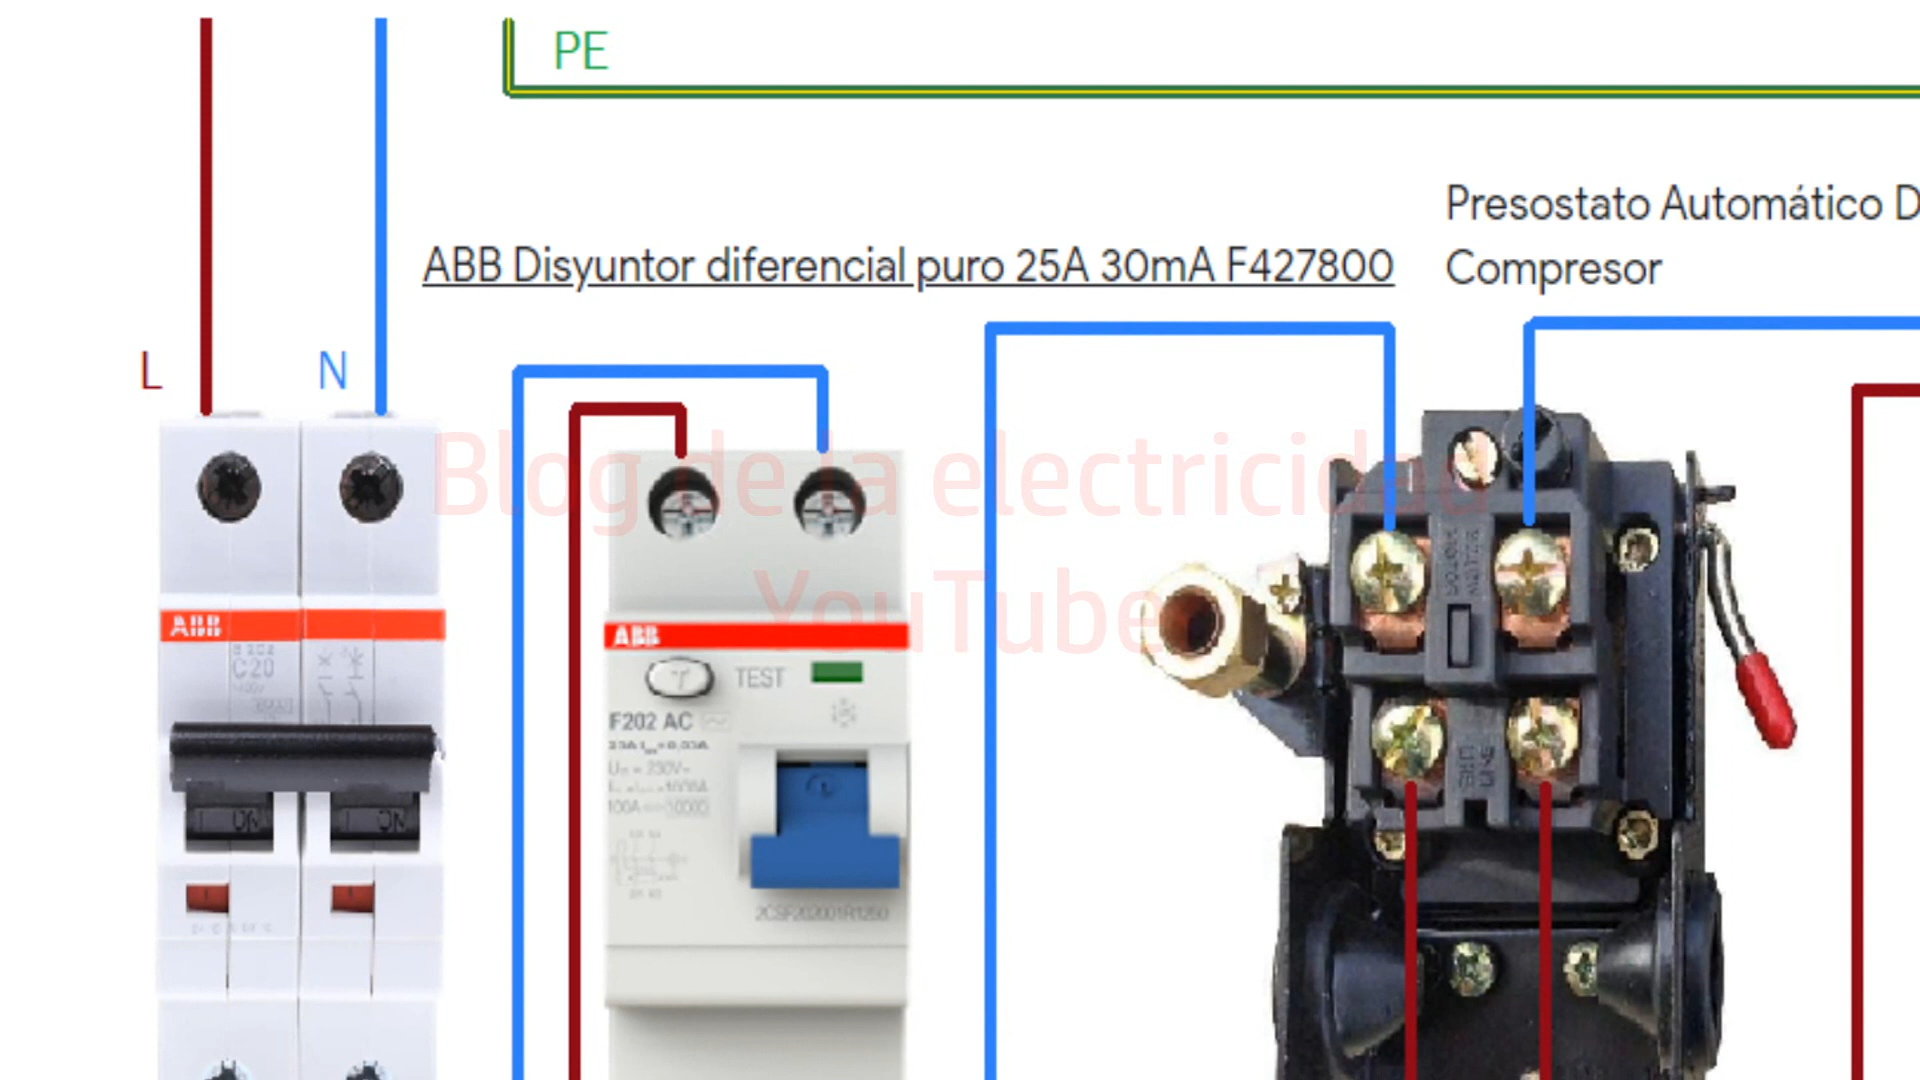 PE
Presostato Automático D
ABB Disyuntor diferencial puro 25A 30mA F427800
Compresor
L
N
Blog de la electricidad
YouTube
ABB
ABB
C20
TEST
F202 AC
ON
ON
2CSF202001R1250